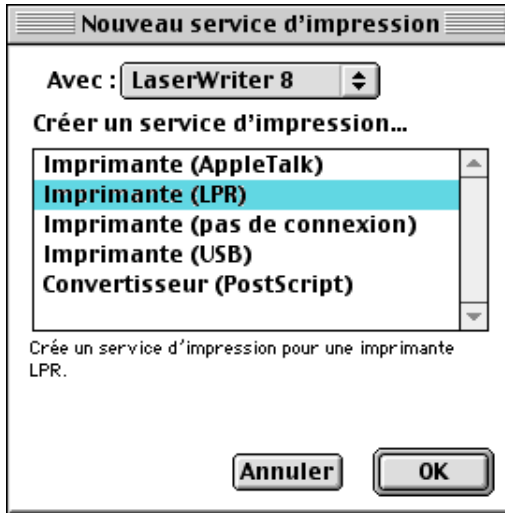 Nouveau service d'impression
Avec : LaserWriter 8
Créer un service d'impression...
Imprimante (AppleTalk)
Imprimante (LPR)
Imprimante (pas de connexion)
Imprimante (USB)
Convertisseur (PostScript)
Crée un service d'impression pour une imprimante
LPR.
Annuler OK